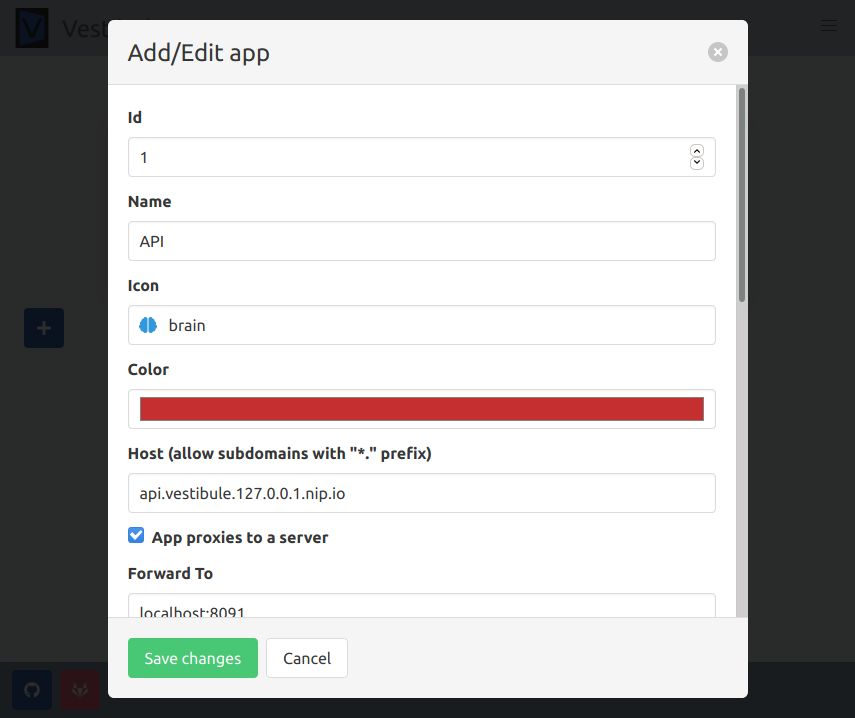 Vest
Add/Edit app
Id
1
Name
API
Icon
brain
Color
Host (allow subdomains with "*." prefix)
api.vestibule.127.0.0.1.nip.io
App proxies to a server
Forward To
localhost:8091
Save changes
Cancel